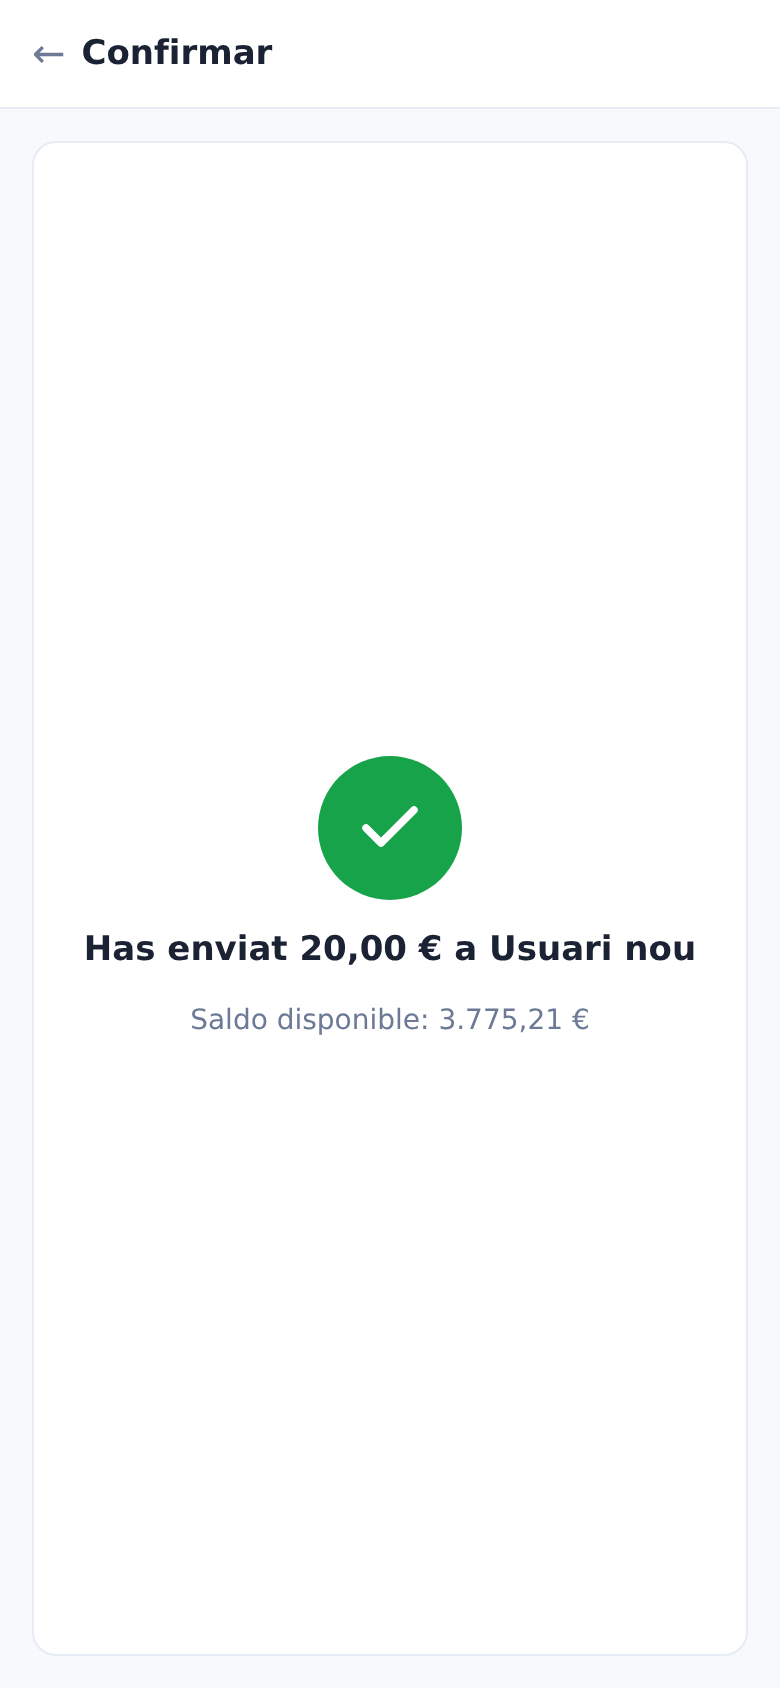 ← Confirmar
Has enviat 20,00 € a Usuari nou
Saldo disponible: 3.775,21 €